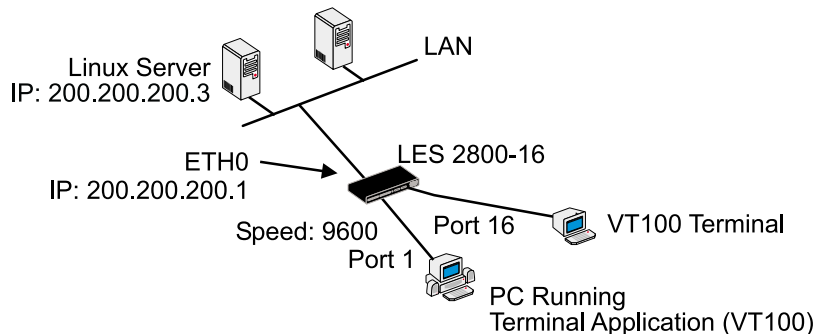 LAN
Linux Server
IP: 200.200.200.3
ETH0
IP: 200.200.200.1
LES 2800-16
Speed: 9600
Port 1
Port 16
VT100 Terminal
PC Running
Terminal Application (VT100)